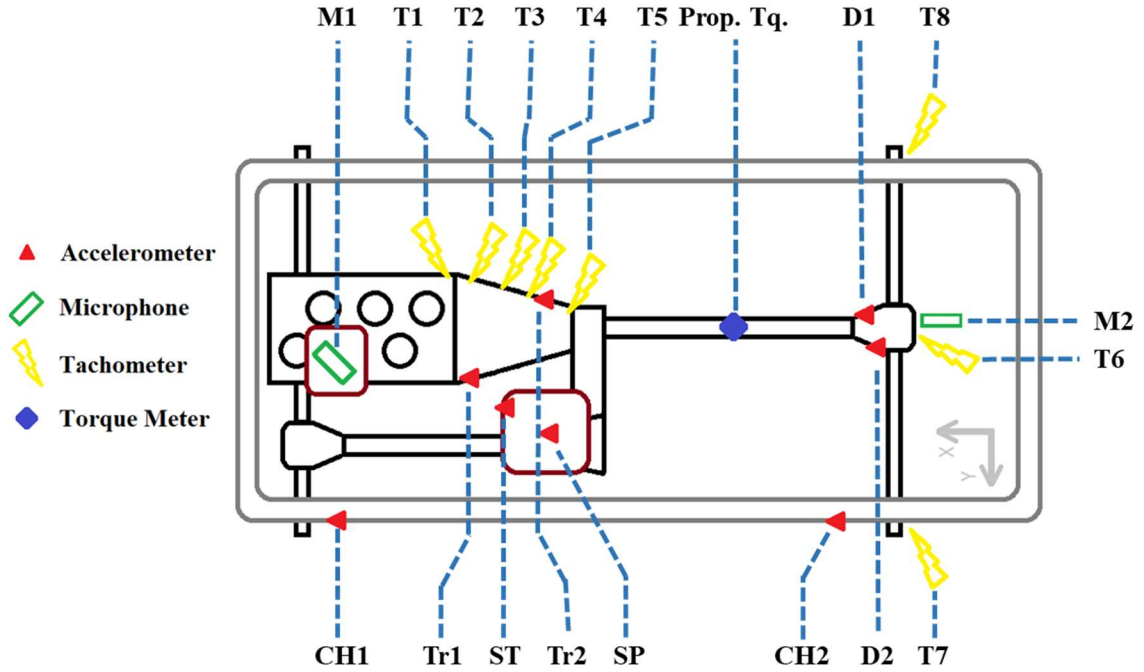 M1 T1 T2 T3 T4 T5 Prop. Tq. D1 T8
Accelerometer
Microphone
Tachometer
Torque Meter
M2
T6
X
Y
CH1 Tr1 ST Tr2 SP CH2 D2 T7